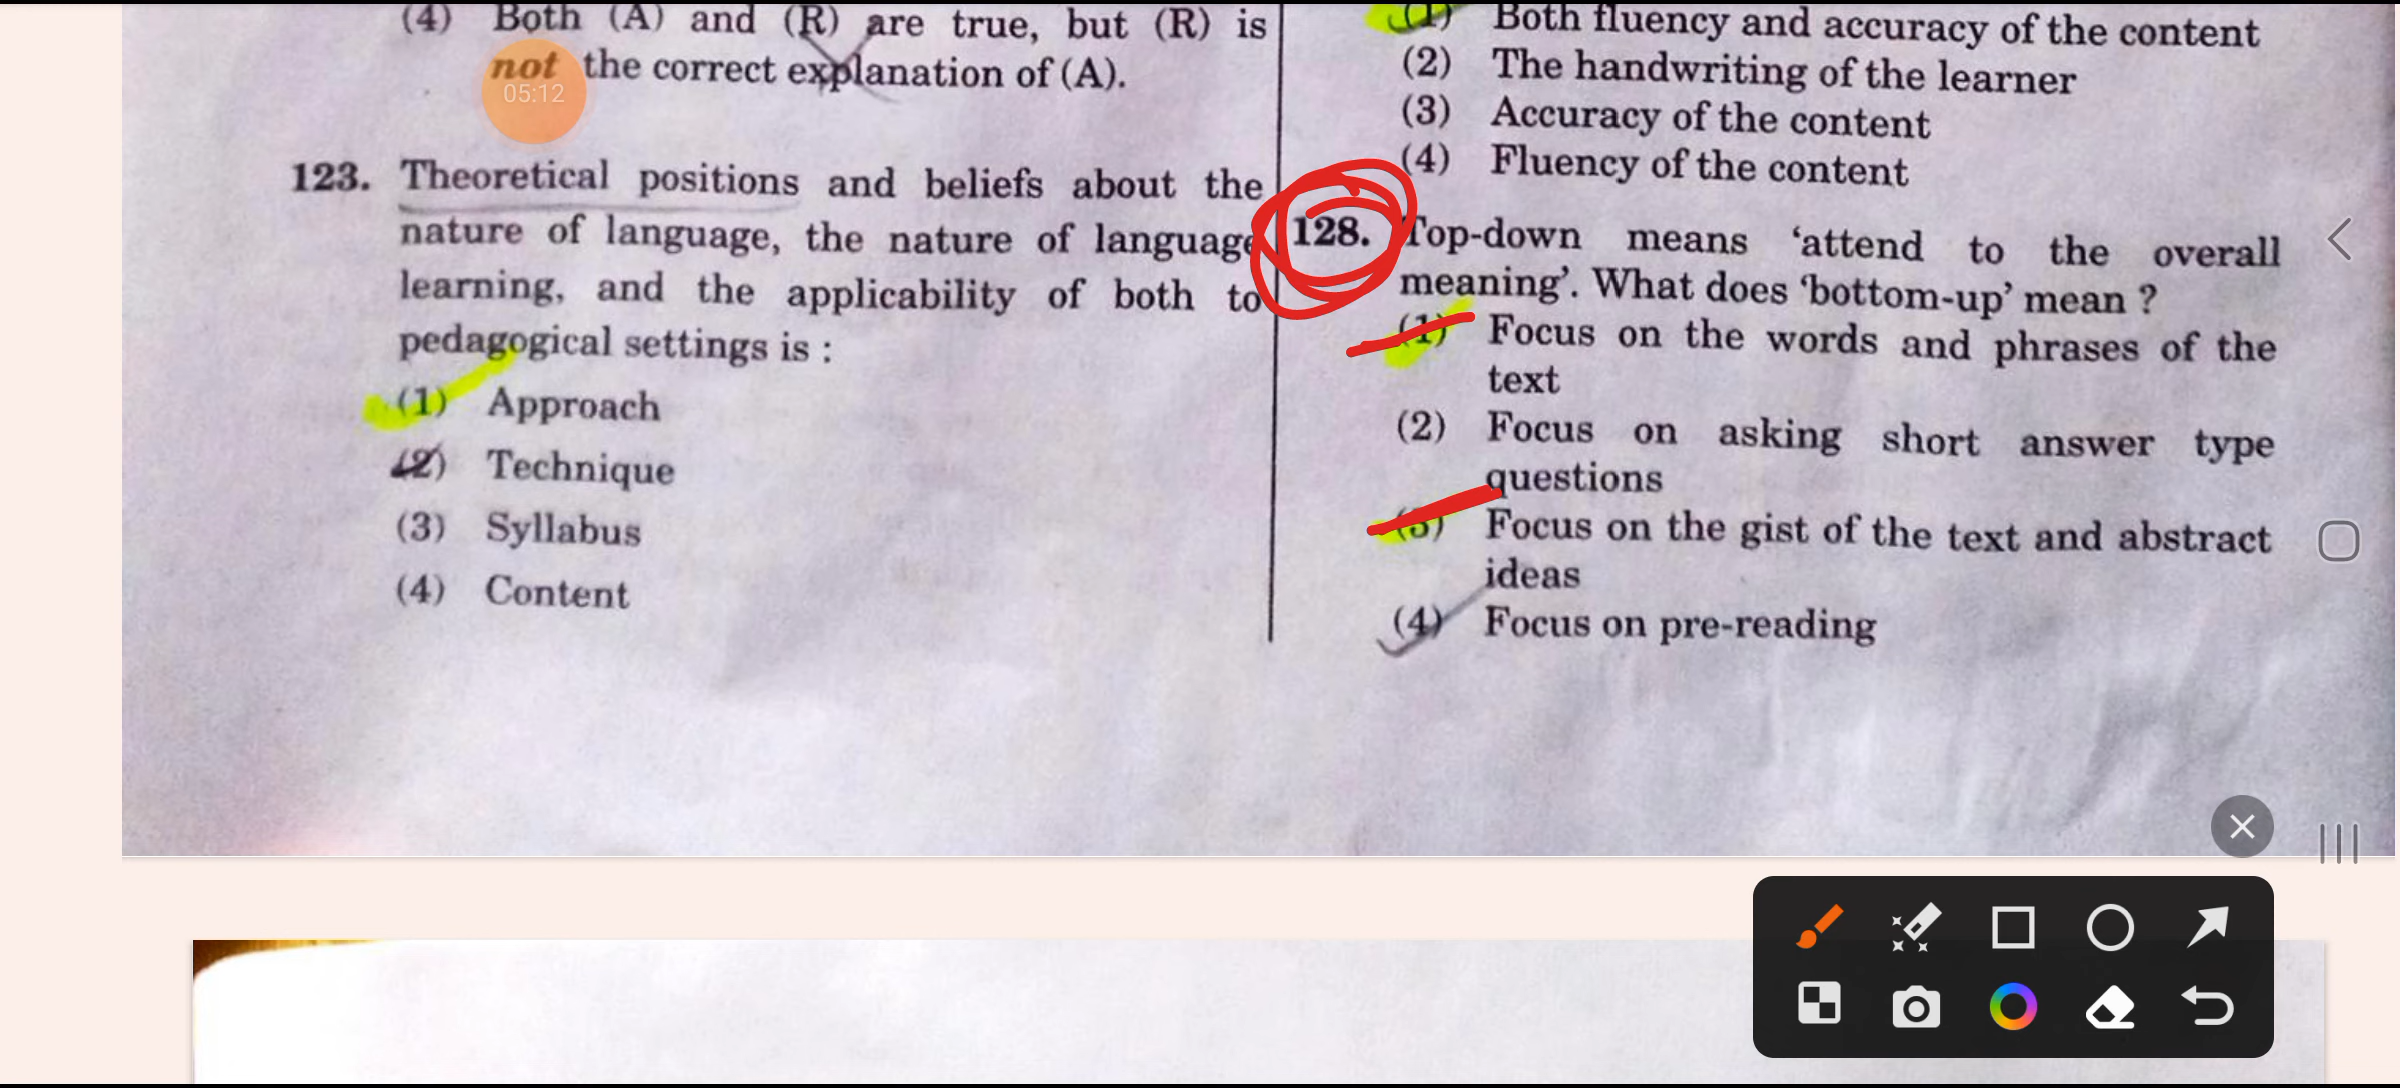 (4) Both (A) and (R) are true, but (R) is
not the correct explanation of (A).
05:12
123. Theoretical positions and beliefs about the
nature of language, the nature of language
learning, and the applicability of both to
pedagogical settings is :
(1) Approach
(2) Technique
(3) Syllabus
(4) Content
(1) Both fluency and accuracy of the content
(2) The handwriting of the learner
(3) Accuracy of the content
(4) Fluency of the content
128. Top-down means ‘attend to the overall
meaning’. What does ‘bottom-up’ mean ?
(1) Focus on the words and phrases of the
text
(2) Focus on asking short answer type
questions
(3) Focus on the gist of the text and abstract
ideas
(4) Focus on pre-reading